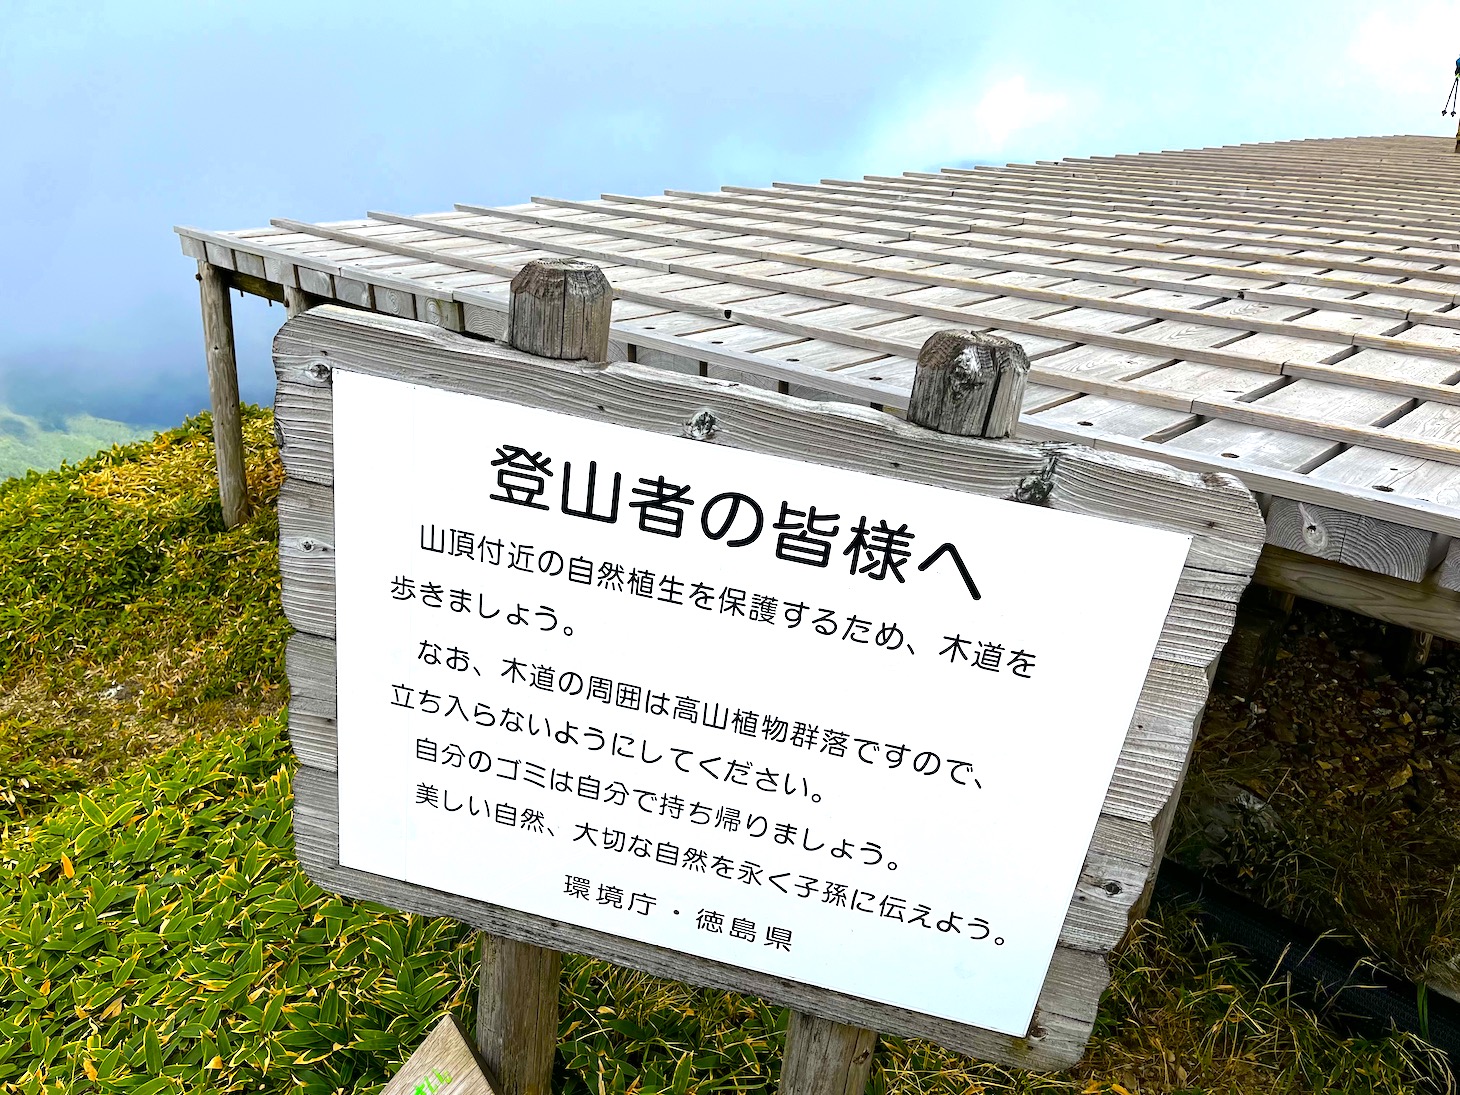 登山者の皆様へ
山頂付近の自然植生を保護するため、木道を
歩きましょう。
なお、木道の周囲は高山植物群落ですので、
立ち入らないようにしてください。
自分のゴミは自分で持ち帰りましょう。
美しい自然、大切な自然を永く子孫に伝えよう。
環境庁・徳島県